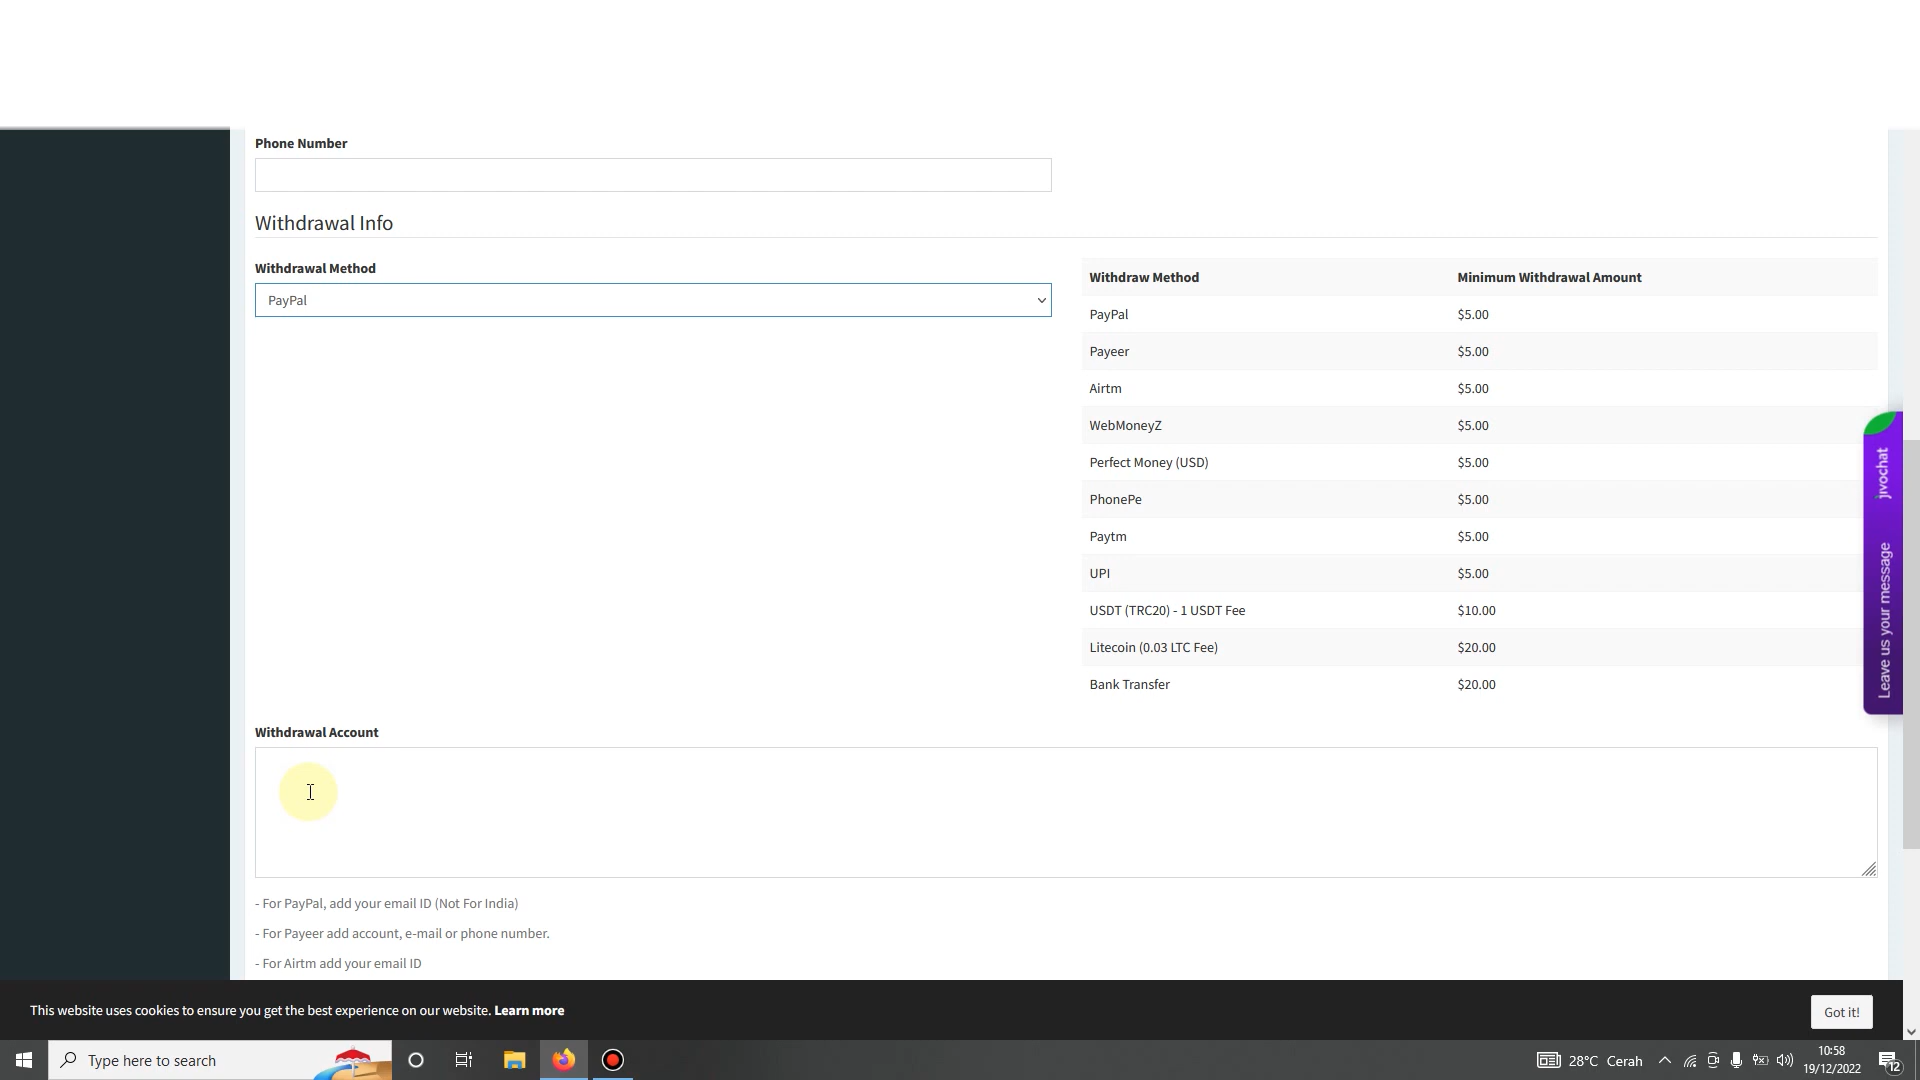 Phone Number
Withdrawal Info
Withdrawal Method
PayPal
Withdraw Method Minimum Withdrawal Amount
PayPal $5.00
Payeer $5.00
Airtm $5.00
WebMoneyZ $5.00
Perfect Money (USD) $5.00
PhonePe $5.00
Paytm $5.00
UPI $5.00
USDT (TRC20) - 1 USDT Fee $10.00
Litecoin (0.03 LTC Fee) $20.00
Bank Transfer $20.00
jivochat
Leave us your message
Withdrawal Account
- For PayPal, add your email ID (Not For India)
- For Payeer add account, e-mail or phone number.
- For Airtm add your email ID
This website uses cookies to ensure you get the best experience on our website. Learn more
Got it!
Type here to search
28°C Cerah
10:58
19/12/2022
12